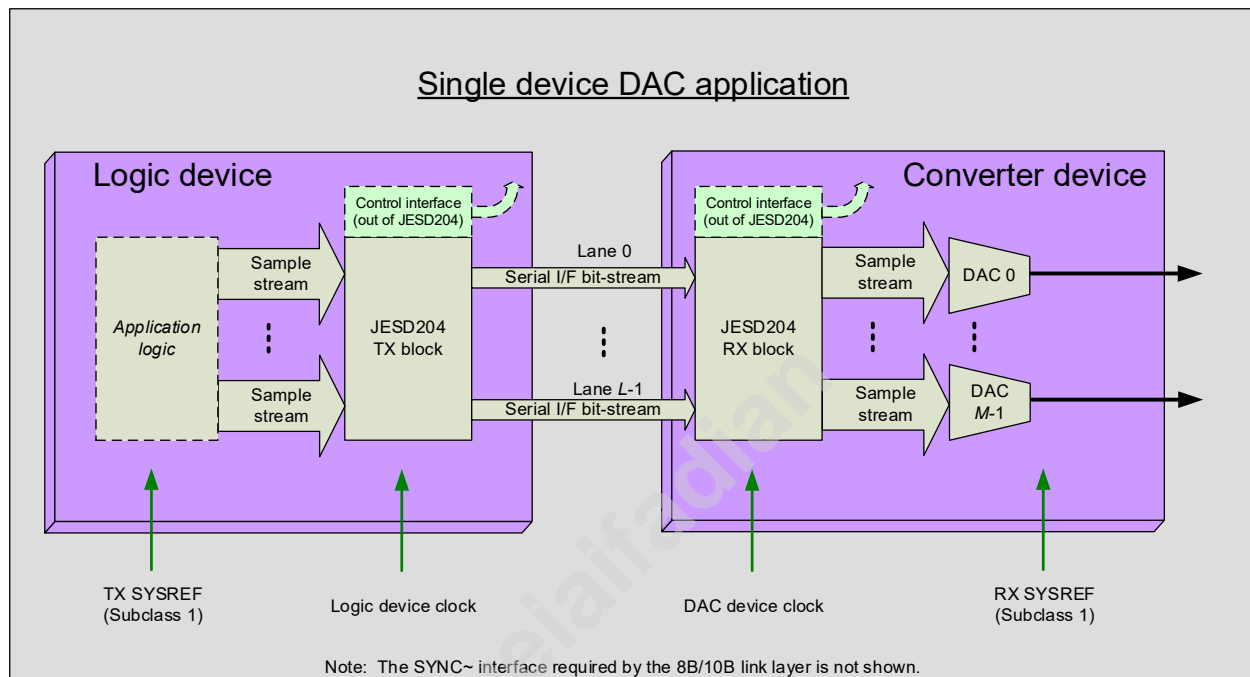 Single device DAC application
Logic device
Converter device
Control interface
(out of JESD204)
Control interface
(out of JESD204)
Application
logic
Sample
stream
Sample
stream
JESD204
TX block
Lane 0
Serial I/F bit-stream
Lane L-1
Serial I/F bit-stream
JESD204
RX block
Sample
stream
Sample
stream
DAC 0
DAC
M-1
TX SYSREF
(Subclass 1)
Logic device clock
DAC device clock
RX SYSREF
(Subclass 1)
Note: The SYNC~ interface required by the 8B/10B link layer is not shown.